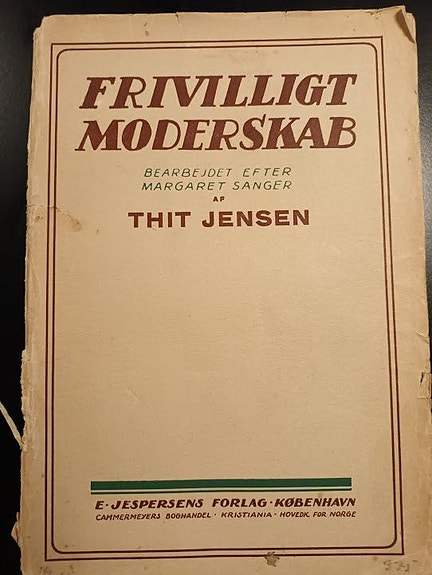 FRIVILLIGT
MODERSKAB
BEARBEJDET EFTER
MARGARET SANGER
AF
THIT JENSEN
E·JESPERSENS FORLAG·KØBENHAVN
CAMMERMEYERS BOGHANDEL · KRISTIANIA · HOVEDK. FOR NORGE